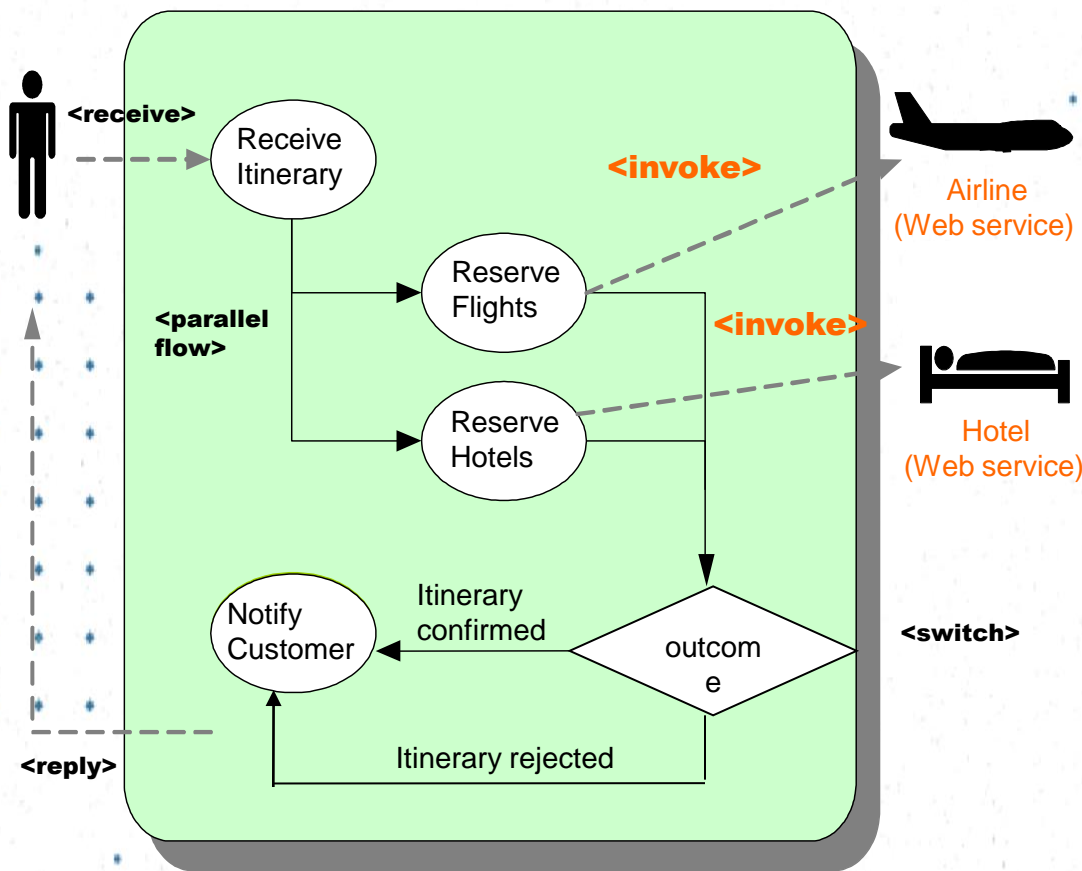 <receive>
Receive
Itinerary
<invoke>
Airline
(Web service)
Reserve
Flights
<parallel
flow>
<invoke>
Reserve
Hotels
Hotel
(Web service)
Notify
Customer
Itinerary
confirmed
outcom
e
<switch>
Itinerary rejected
<reply>